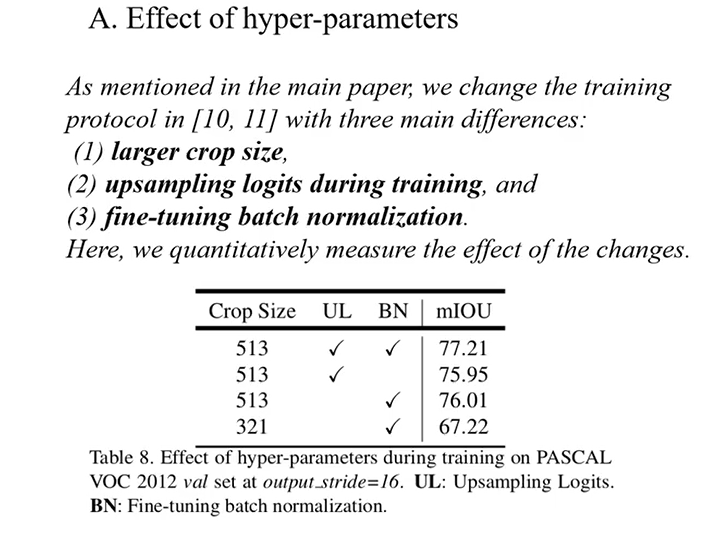 A. Effect of hyper-parameters
As mentioned in the main paper, we change the training
protocol in [10, 11] with three main differences:
(1) larger crop size,
(2) upsampling logits during training, and
(3) fine-tuning batch normalization.
Here, we quantitatively measure the effect of the changes.
Crop Size UL BN mIOU
513 ✓ ✓ 77.21
513 ✓ 75.95
513 ✓ 76.01
321 ✓ 67.22
Table 8. Effect of hyper-parameters during training on PASCAL
VOC 2012 val set at output_stride=16. UL: Upsampling Logits.
BN: Fine-tuning batch normalization.